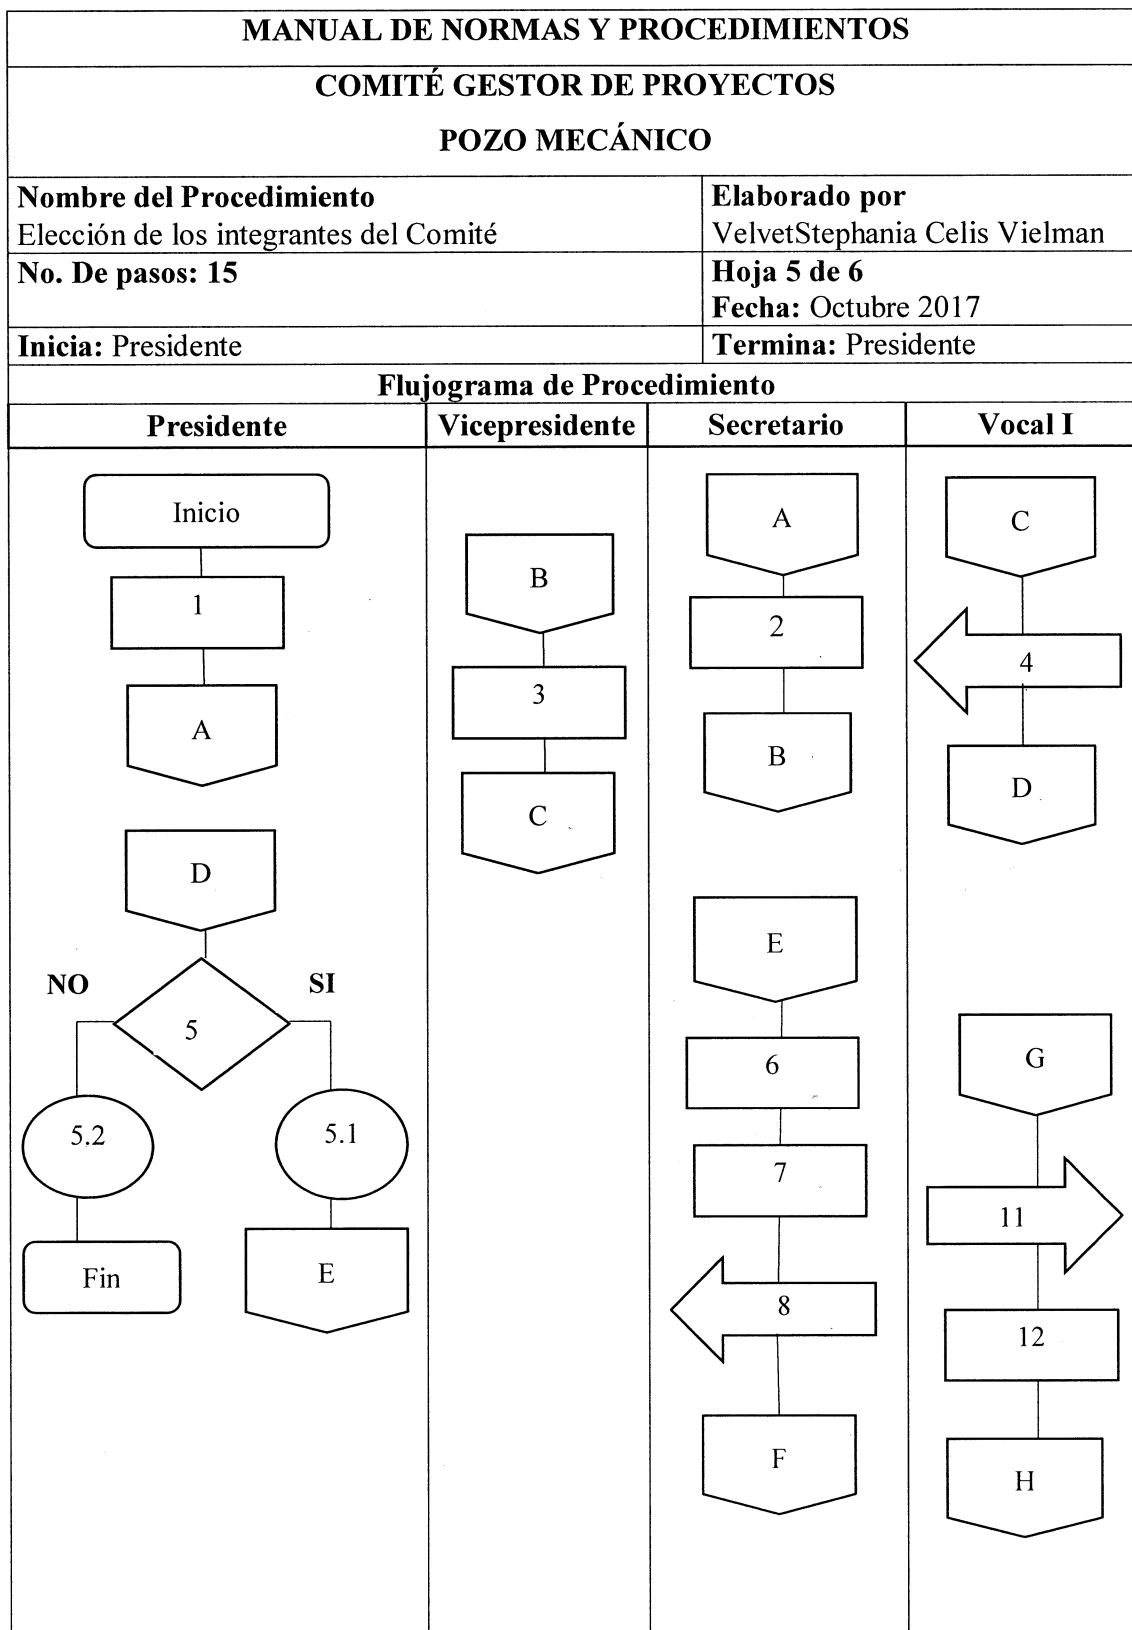 MANUAL DE NORMAS Y PROCEDIMIENTOS
COMITÉ GESTOR DE PROYECTOS
POZO MECÁNICO
Nombre del Procedimiento
Elección de los integrantes del Comité
Elaborado por
VelvetStephania Celis Vielman
No. De pasos: 15
Hoja 5 de 6
Fecha: Octubre 2017
Inicia: Presidente
Termina: Presidente
Flujograma de Procedimiento
Presidente
Vicepresidente
Secretario
Vocal I
Inicio
1
A
D
NO
SI
5
5.2
5.1
Fin
E
B
3
C
A
2
B
E
6
7
8
F
C
4
D
G
11
12
H